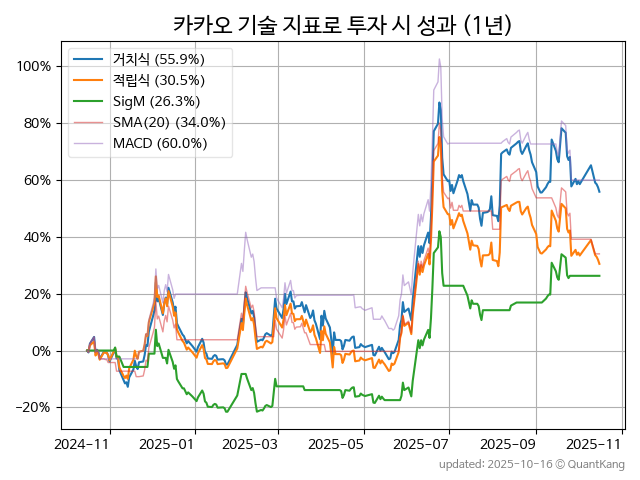 카카오 기술 지표로 투자 시 성과 (1년)
거치식 (55.9%)
적립식 (30.5%)
SigM (26.3%)
SMA(20) (34.0%)
MACD (60.0%)
100%
80%
60%
40%
20%
0%
−20%
2024-11
2025-01
2025-03
2025-05
2025-07
2025-09
2025-11
updated: 2025-10-16 © QuantKang